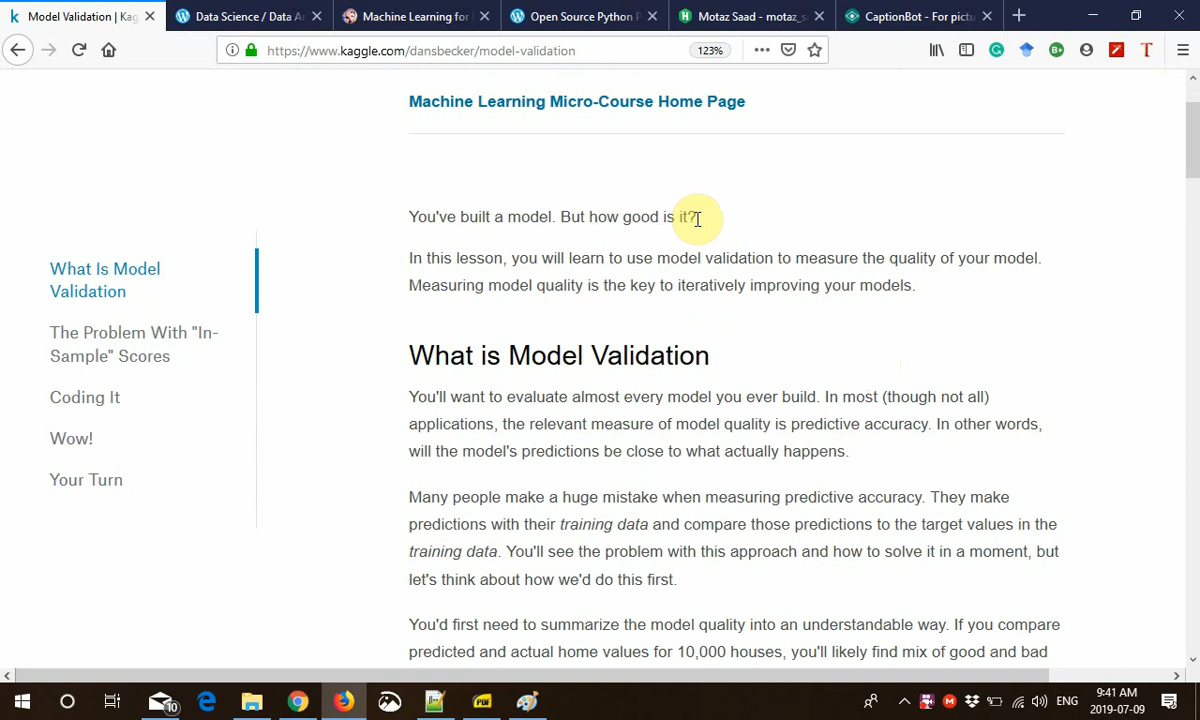 Model Validation | Kag
Data Science / Data Ar
Machine Learning for
Open Source Python P
Motaz Saad - motaz_s
CaptionBot - For pictu
https://www.kaggle.com/dansbecker/model-validation
123%
Machine Learning Micro-Course Home Page
You've built a model. But how good is it?
In this lesson, you will learn to use model validation to measure the quality of your model.
Measuring model quality is the key to iteratively improving your models.
What Is Model
Validation
The Problem With "In-
Sample" Scores
Coding It
Wow!
Your Turn
What is Model Validation
You'll want to evaluate almost every model you ever build. In most (though not all)
applications, the relevant measure of model quality is predictive accuracy. In other words,
will the model's predictions be close to what actually happens.
Many people make a huge mistake when measuring predictive accuracy. They make
predictions with their training data and compare those predictions to the target values in the
training data. You'll see the problem with this approach and how to solve it in a moment, but
let's think about how we'd do this first.
You'd first need to summarize the model quality into an understandable way. If you compare
predicted and actual home values for 10,000 houses, you'll likely find mix of good and bad
10
ENG
9:41 AM
2019-07-09